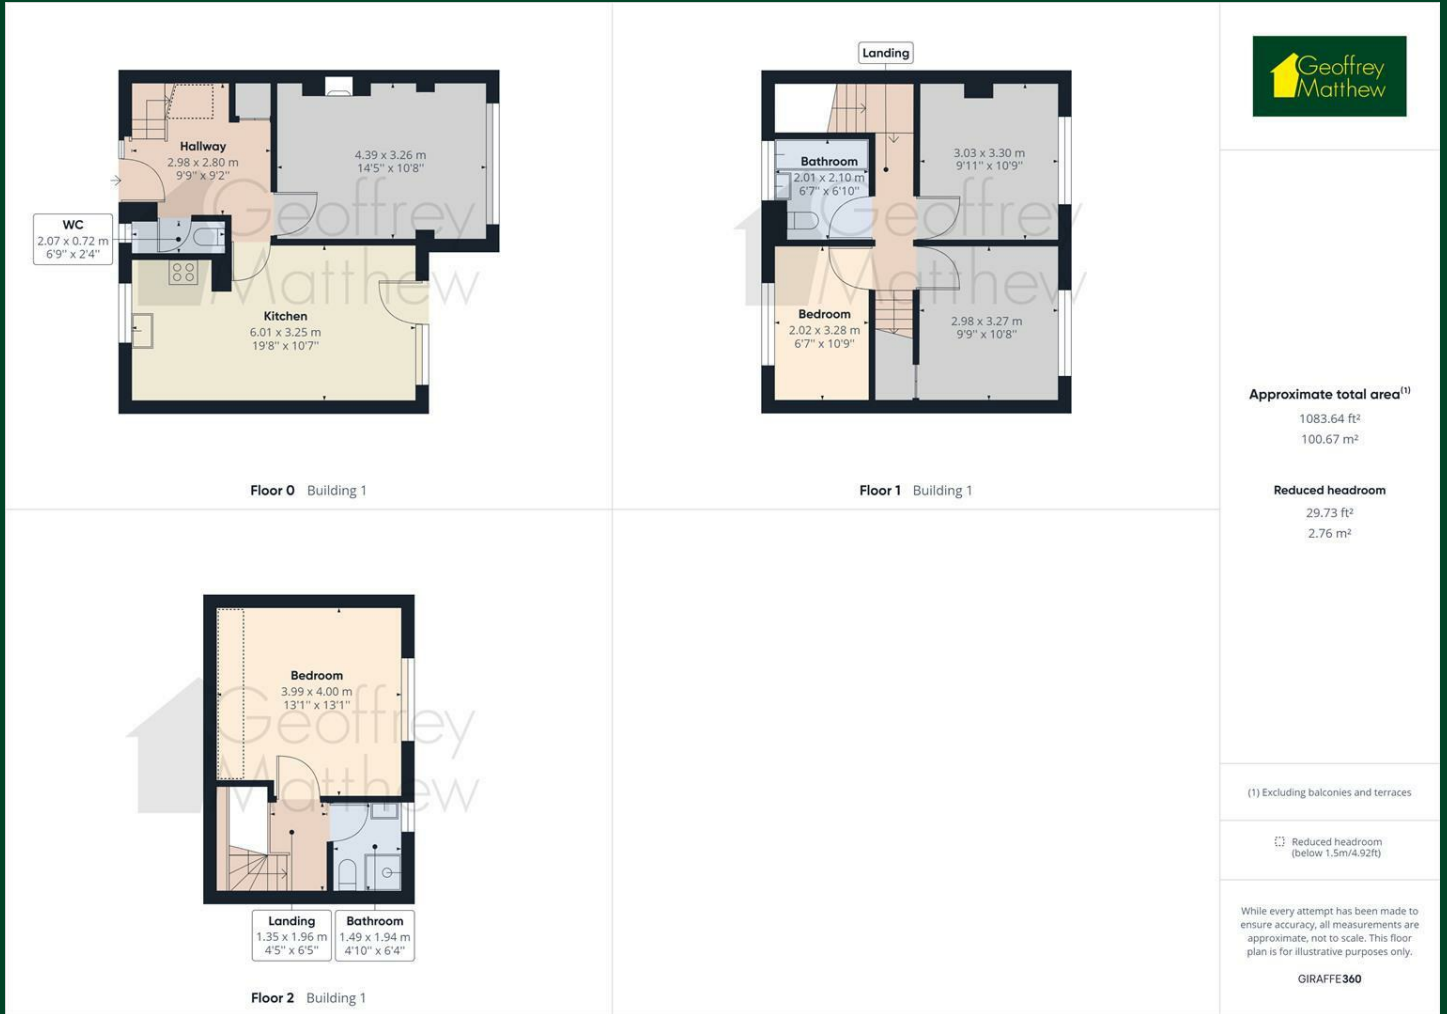 Landing
Hallway
2.98 x 2.80 m
9'9" x 9'2"
4.39 x 3.26 m
14'5" x 10'8"
WC
2.07 x 0.72 m
6'9" x 2'4"
Kitchen
6.01 x 3.25 m
19'8" x 10'7"
Geoffrey
Matthew
Floor 0 Building 1
Bathroom
2.01 x 2.10 m
6'7" x 6'10"
3.03 x 3.30 m
9'11" x 10'9"
Bedroom
2.02 x 3.28 m
6'7" x 10'9"
2.98 x 3.27 m
9'9" x 10'8"
Geoffrey
Matthew
Floor 1 Building 1
Bedroom
3.99 x 4.00 m
13'1" x 13'1"
Geoffrey
Matthew
Landing
1.35 x 1.96 m
4'5" x 6'5"
Bathroom
1.49 x 1.94 m
4'10" x 6'4"
Floor 2 Building 1
Geoffrey
Matthew
Approximate total area(1)
1083.64 ft²
100.67 m²
Reduced headroom
29.73 ft²
2.76 m²
(1) Excluding balconies and terraces
Reduced headroom
(below 1.5m/4.92ft)
While every attempt has been made to
ensure accuracy, all measurements are
approximate, not to scale. This floor
plan is for illustrative purposes only.
GIRAFFE360